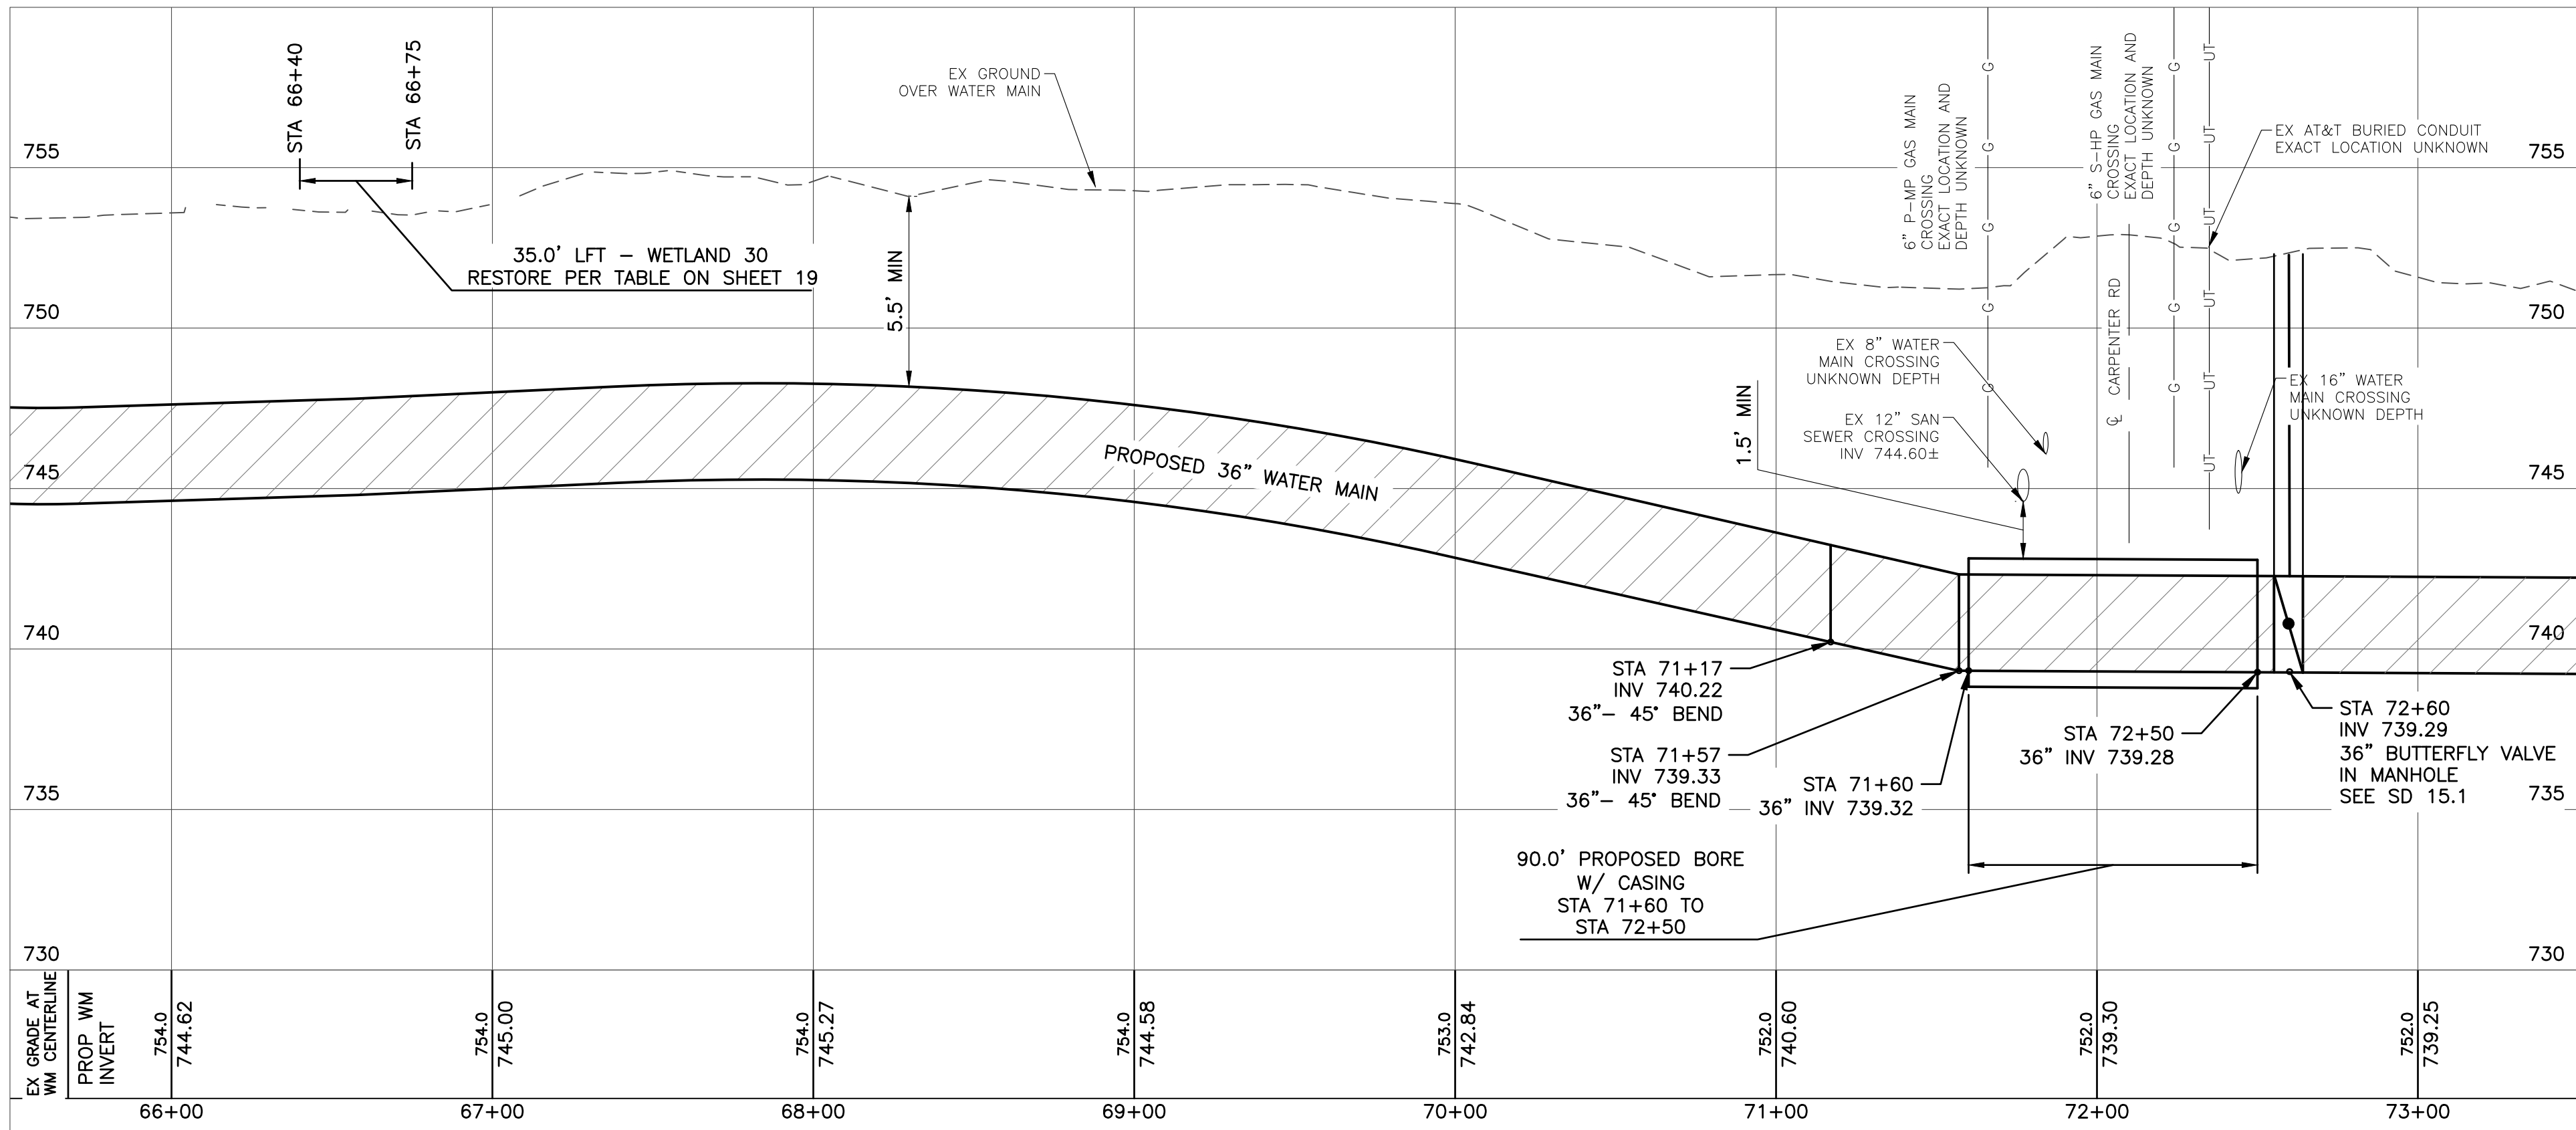 STA 66+40
STA 66+75
EX GROUND
OVER WATER MAIN
6" P-MP GAS MAIN
CROSSING
EXACT LOCATION AND
DEPTH UNKNOWN
G
G
G
G
G
6" S-HP GAS MAIN
CROSSING
EXACT LOCATION AND
DEPTH UNKNOWN
G
G
G
G
G
UT
UT
UT
UT
UT
UT
EX AT&T BURIED CONDUIT
EXACT LOCATION UNKNOWN
755
755
35.0' LFT - WETLAND 30
RESTORE PER TABLE ON SHEET 19
5.5' MIN
℄ CARPENTER RD
750
750
EX 8" WATER
MAIN CROSSING
UNKNOWN DEPTH
1.5' MIN
EX 12" SAN
SEWER CROSSING
INV 744.60±
EX 16" WATER
MAIN CROSSING
UNKNOWN DEPTH
745
745
PROPOSED 36" WATER MAIN
740
740
STA 71+17
INV 740.22
36"- 45° BEND
STA 71+57
INV 739.33
36"- 45° BEND
STA 71+60
36" INV 739.32
STA 72+50
36" INV 739.28
STA 72+60
INV 739.29
36" BUTTERFLY VALVE
IN MANHOLE
SEE SD 15.1
735
735
90.0' PROPOSED BORE
W/ CASING
STA 71+60 TO
STA 72+50
730
730
EX GRADE AT
WM CENTERLINE
PROP WM
INVERT
754.0
744.62
754.0
745.00
754.0
745.27
754.0
744.58
753.0
742.84
752.0
740.60
752.0
739.30
752.0
739.25
66+00
67+00
68+00
69+00
70+00
71+00
72+00
73+00